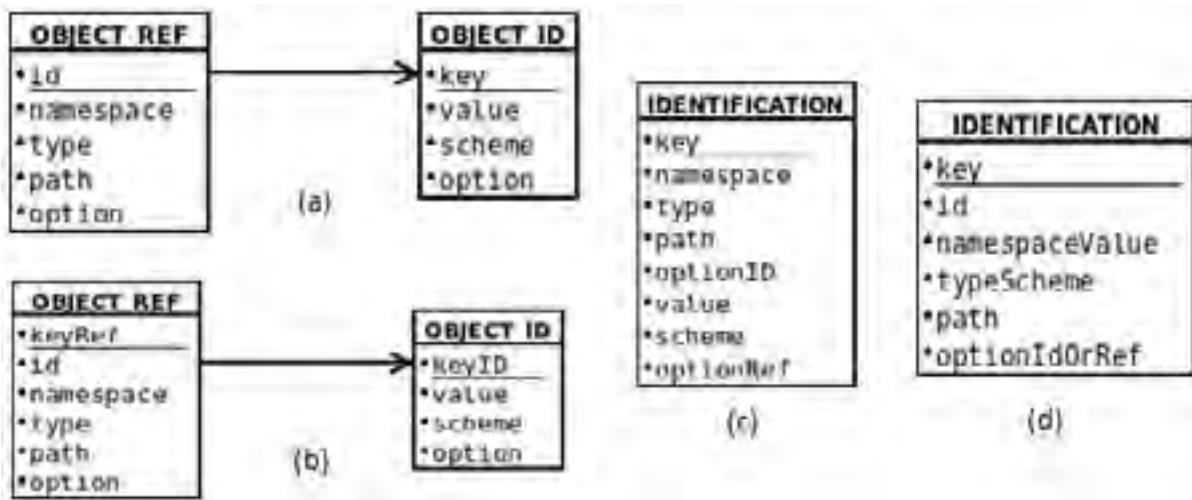 OBJECT REF
*id
*namespace
*type
*path
*option
OBJECT ID
*key
*value
*scheme
*option
(a)
OBJECT REF
*keyRef
*id
*namespace
*type
*path
*option
OBJECT ID
*keyID
*value
*scheme
*option
(b)
IDENTIFICATION
*key
*namespace
*type
*path
*optionID
*value
*scheme
*optionRef
(c)
IDENTIFICATION
*key
*id
*namespaceValue
*typeScheme
*path
*optionIdOrRef
(d)